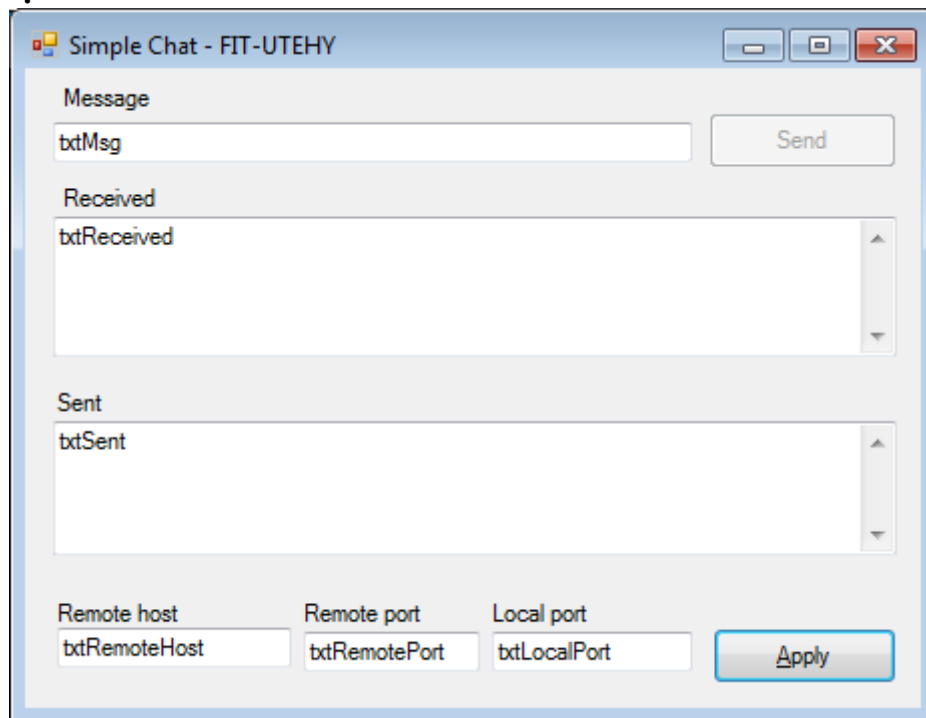 Simple Chat - FIT-UTEHY
Message
txtMsg
Send
Received
txtReceived
Sent
txtSent
Remote host
Remote port
Local port
txtRemoteHost
txtRemotePort
txtLocalPort
Apply